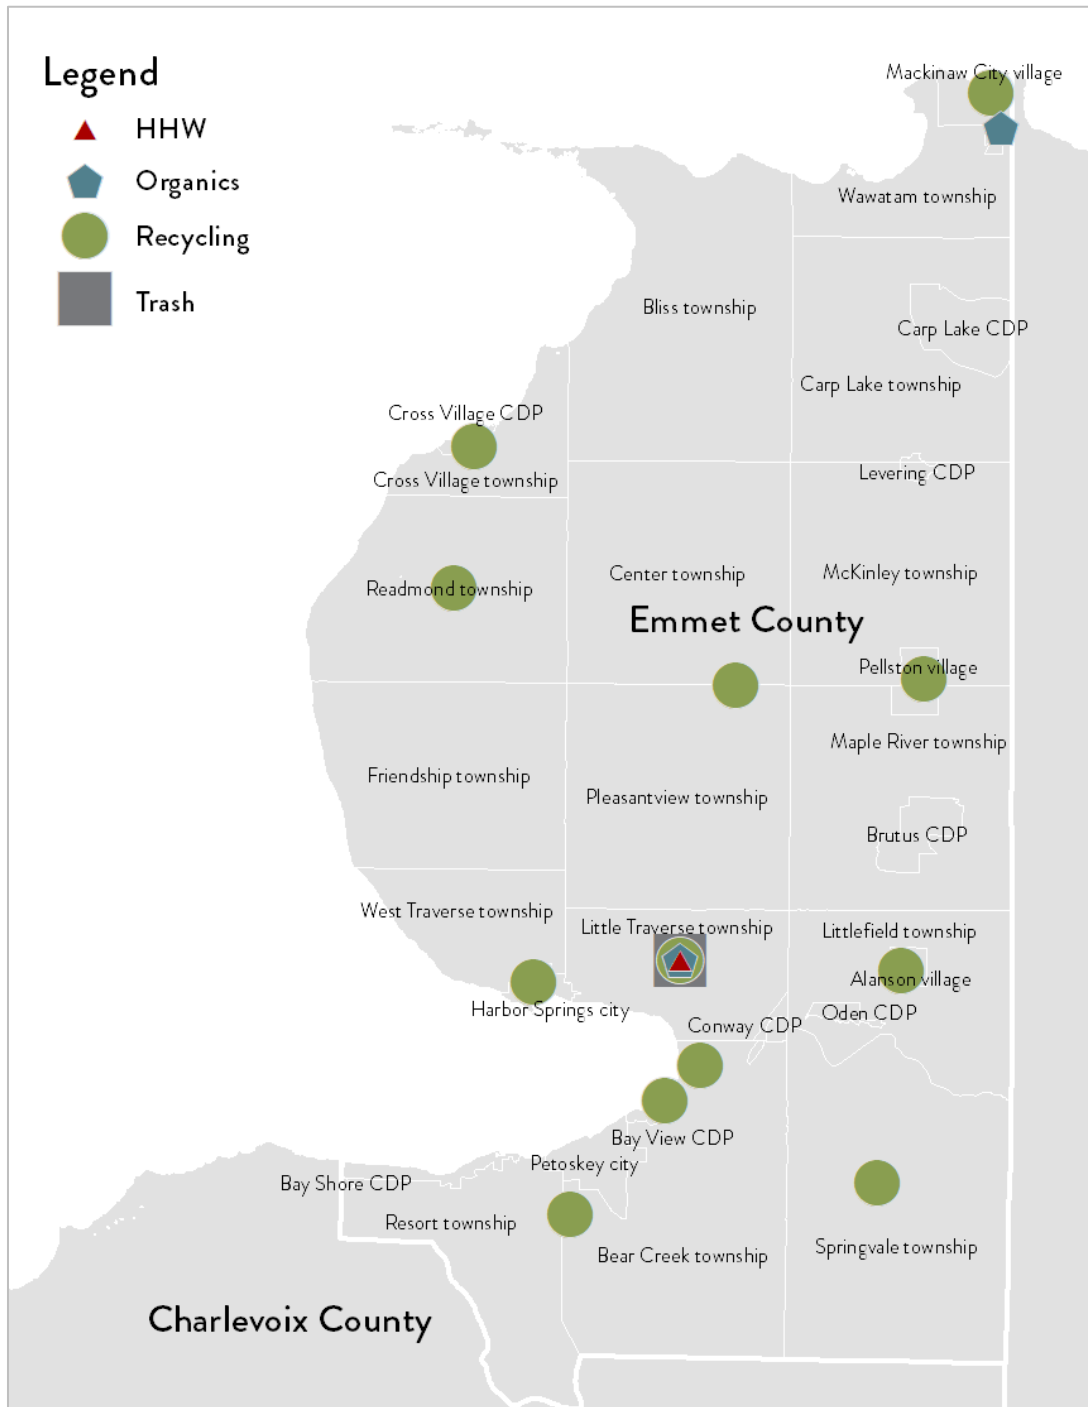 Legend
HHW
Organics
Recycling
Trash
Mackinaw City village
Wawatam township
Bliss township
Carp Lake CDP
Carp Lake township
Cross Village CDP
Levering CDP
Cross Village township
Center township
McKinley township
Readmond township
Emmet County
Pellston village
Maple River township
Friendship township
Pleasantview township
Brutus CDP
West Traverse township
Little Traverse township
Littlefield township
Alanson village
Harbor Springs city
Oden CDP
Conway CDP
Bay View CDP
Petoskey city
Bay Shore CDP
Resort township
Bear Creek township
Springvale township
Charlevoix County